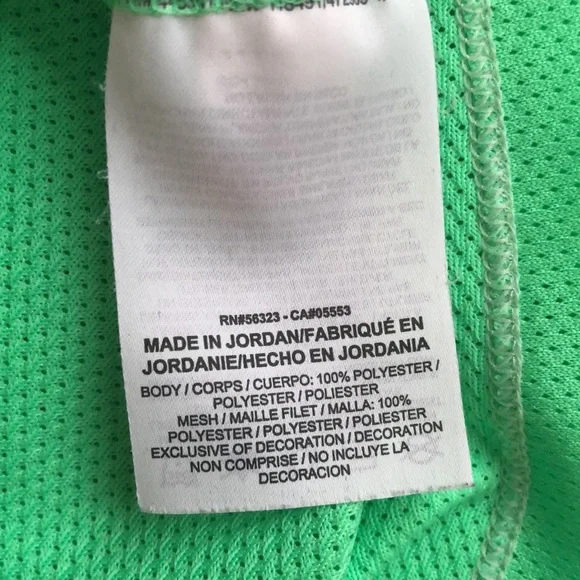 RN#56323 - CA#05553
MADE IN JORDAN/FABRIQUÉ EN
JORDANIE/HECHO EN JORDANIA
BODY / CORPS / CUERPO: 100% POLYESTER /
POLYESTER / POLIESTER
MESH / MAILLE FILET / MALLA: 100%
POLYESTER / POLYESTER / POLIESTER
EXCLUSIVE OF DECORATION / DECORATION
NON COMPRISE / NO INCLUYE LA
DECORACION